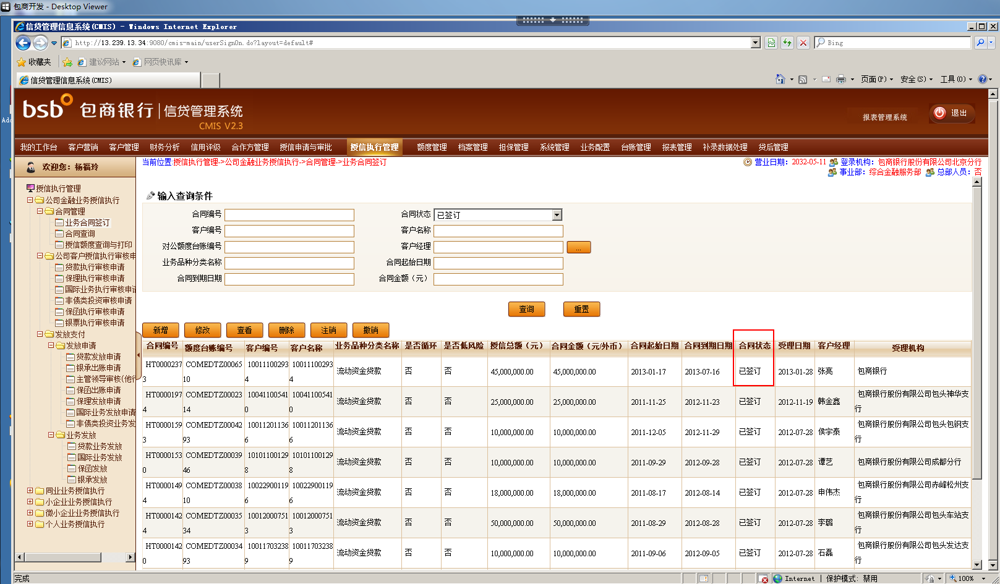 包商开发 - Desktop Viewer
信贷管理信息系统(CMIS) - Windows Internet Explorer
http://13.239.13.34:9080/cmis-main/userSignOn.do?layout=default#
Bing
收藏夹 建议网站 网页快讯库
信贷管理信息系统(CMIS)
页面(P) 安全(S) 工具(O)
bsb 包商银行 | 信贷管理系统
CMIS V2.3
报表管理系统 退出
我的工作台 客户营销 客户管理 财务分析 信用评级 合作方管理 授信申请与审批 授信执行管理 额度管理 档案管理 担保管理 系统管理 业务配置 台账管理 报表管理 补录数据处理 贷后管理
欢迎您：杨福玲
当前位置:授信执行管理->公司金融业务授信执行->合同管理->业务合同签订
营业日期：2032-05-11 登录机构：包商银行股份有限公司北京分行
事业部：综合金融服务部 总部人员：否
授信执行管理
公司金融业务授信执行
合同管理
业务合同签订
合同查询
授信额度查询与打印
公司客户授信执行审核申
贷款执行审核申请
保理执行审核申请
国际业务执行审核申请
非债类投资审核申请
保函执行审核申请
银票执行审核申请
发放支付
发放申请
贷款发放申请
银承出账申请
主管领导审核(他行
保函出账申请
保理发放申请
国际业务发放申请
非债类投资业务发
业务发放
贷款业务发放
国际业务发放
保函发放
银承发放
同业业务授信执行
小企业业务授信执行
微小企业业务授信执行
个人业务授信执行
输入查询条件
合同编号 合同状态 已签订
客户编号 客户名称
对公额度台账编号 客户经理 ...
业务品种分类名称 合同起始日期
合同到期日期 合同金额（元）
查询 重置
新增 修改 查看 删除 注销 撤销
合同编号 额度台账编号 客户编号 客户名称 业务品种分类名称 是否循环 是否低风险 授信总额（元） 合同金额（元/外币） 合同起始日期 合同到期日期 合同状态 受理日期 客户经理 受理机构
HT00002373 COMEDTZ0006510 100111002934 100111002934 流动资金贷款 否 否 45,000,000.00 45,000,000.00 2013-01-17 2013-07-16 已签订 2013-01-28 张亮 包商银行
HT00001974 COMEDTZ0002314 100411005410 100411005410 流动资金贷款 否 否 25,000,000.00 25,000,000.00 2011-11-25 2012-11-23 已签订 2012-11-19 韩金鑫 包商银行股份有限公司包头神华支行
HT00001593 COMEDTZ0004293 100112011366 100112011366 流动资金贷款 否 否 10,000,000.00 10,000,000.00 2011-12-05 2012-11-29 已签订 2012-07-28 侯宇泰 包商银行股份有限公司包头包钢支行
HT00001530 COMEDTZ0003946 101011001298 101011001298 流动资金贷款 否 否 10,000,000.00 10,000,000.00 2011-09-29 2012-09-28 已签订 2012-07-28 谭艺 包商银行股份有限公司成都分行
HT00001494 COMEDTZ0003810 100229001196 100229001196 流动资金贷款 否 否 18,000,000.00 18,000,000.00 2011-08-17 2012-08-14 已签订 2012-07-28 申伟杰 包商银行股份有限公司赤峰松州支行
HT00001424 COMEDTZ0003534 100120007513 100120007513 流动资金贷款 否 否 50,000,000.00 50,000,000.00 2011-08-29 2012-08-28 已签订 2012-07-28 李璐 包商银行股份有限公司包头车站支行
HT00001420 COMEDTZ0003493 100117032389 100117032389 流动资金贷款 否 否 10,000,000.00 10,000,000.00 2011-09-06 2012-09-05 已签订 2012-07-28 石磊 包商银行股份有限公司包头发达支行
完成 Internet | 保护模式: 禁用 100%